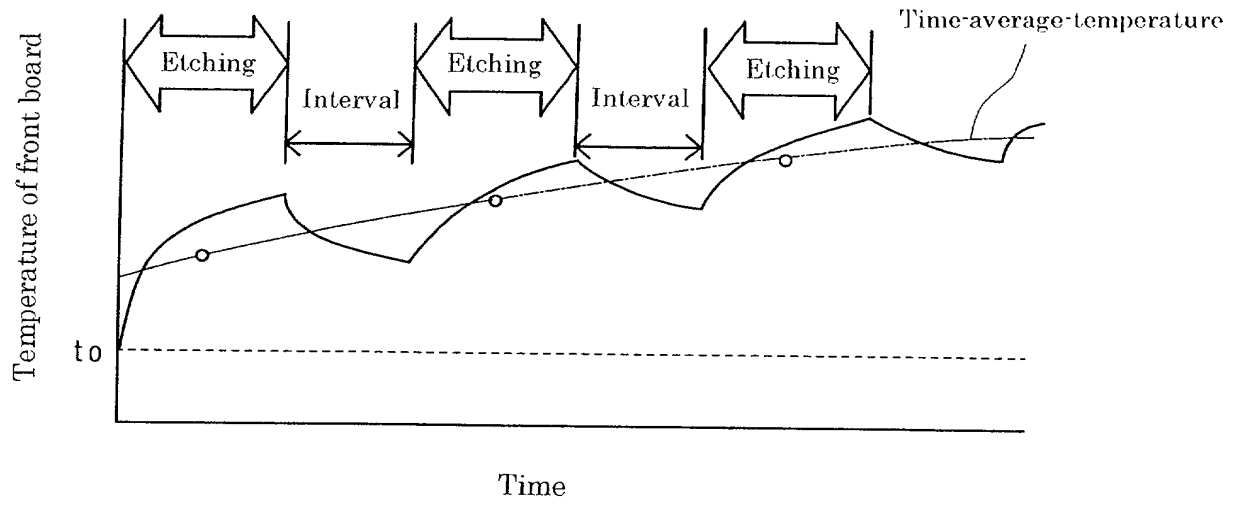 Time-average-temperature
Etching
Interval
Etching
Interval
Etching
Temperature of front board
to
Time